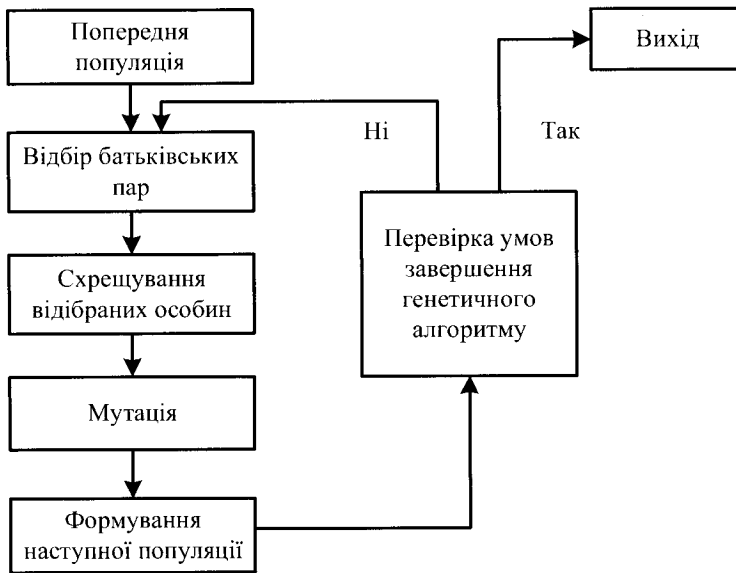 Попередня
популяція
Вихід
Ні
Так
Відбір батьківських
пар
Перевірка умов
завершення
генетичного
алгоритму
Схрещування
відібраних особин
Мутація
Формування
наступної популяції